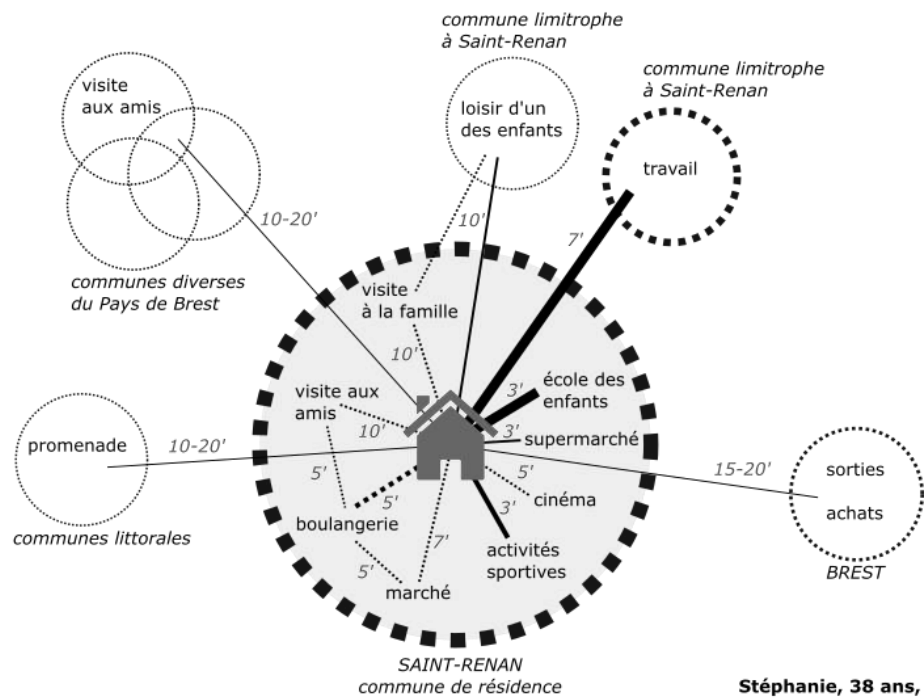 commune limitrophe
à Saint-Renan
commune limitrophe
à Saint-Renan
visite
aux amis
loisir d'un
des enfants
travail
10-20'
10'
7'
communes diverses
du Pays de Brest
visite
à la famille
10'
visite aux
amis
10'
3'
école des
enfants
promenade
10-20'
3'
supermarché
15-20'
sorties
achats
5'
5'
5'
cinéma
boulangerie
3'
7'
activités
sportives
communes littorales
5'
marché
BREST
SAINT-RENAN
commune de résidence
Stéphanie, 38 ans,